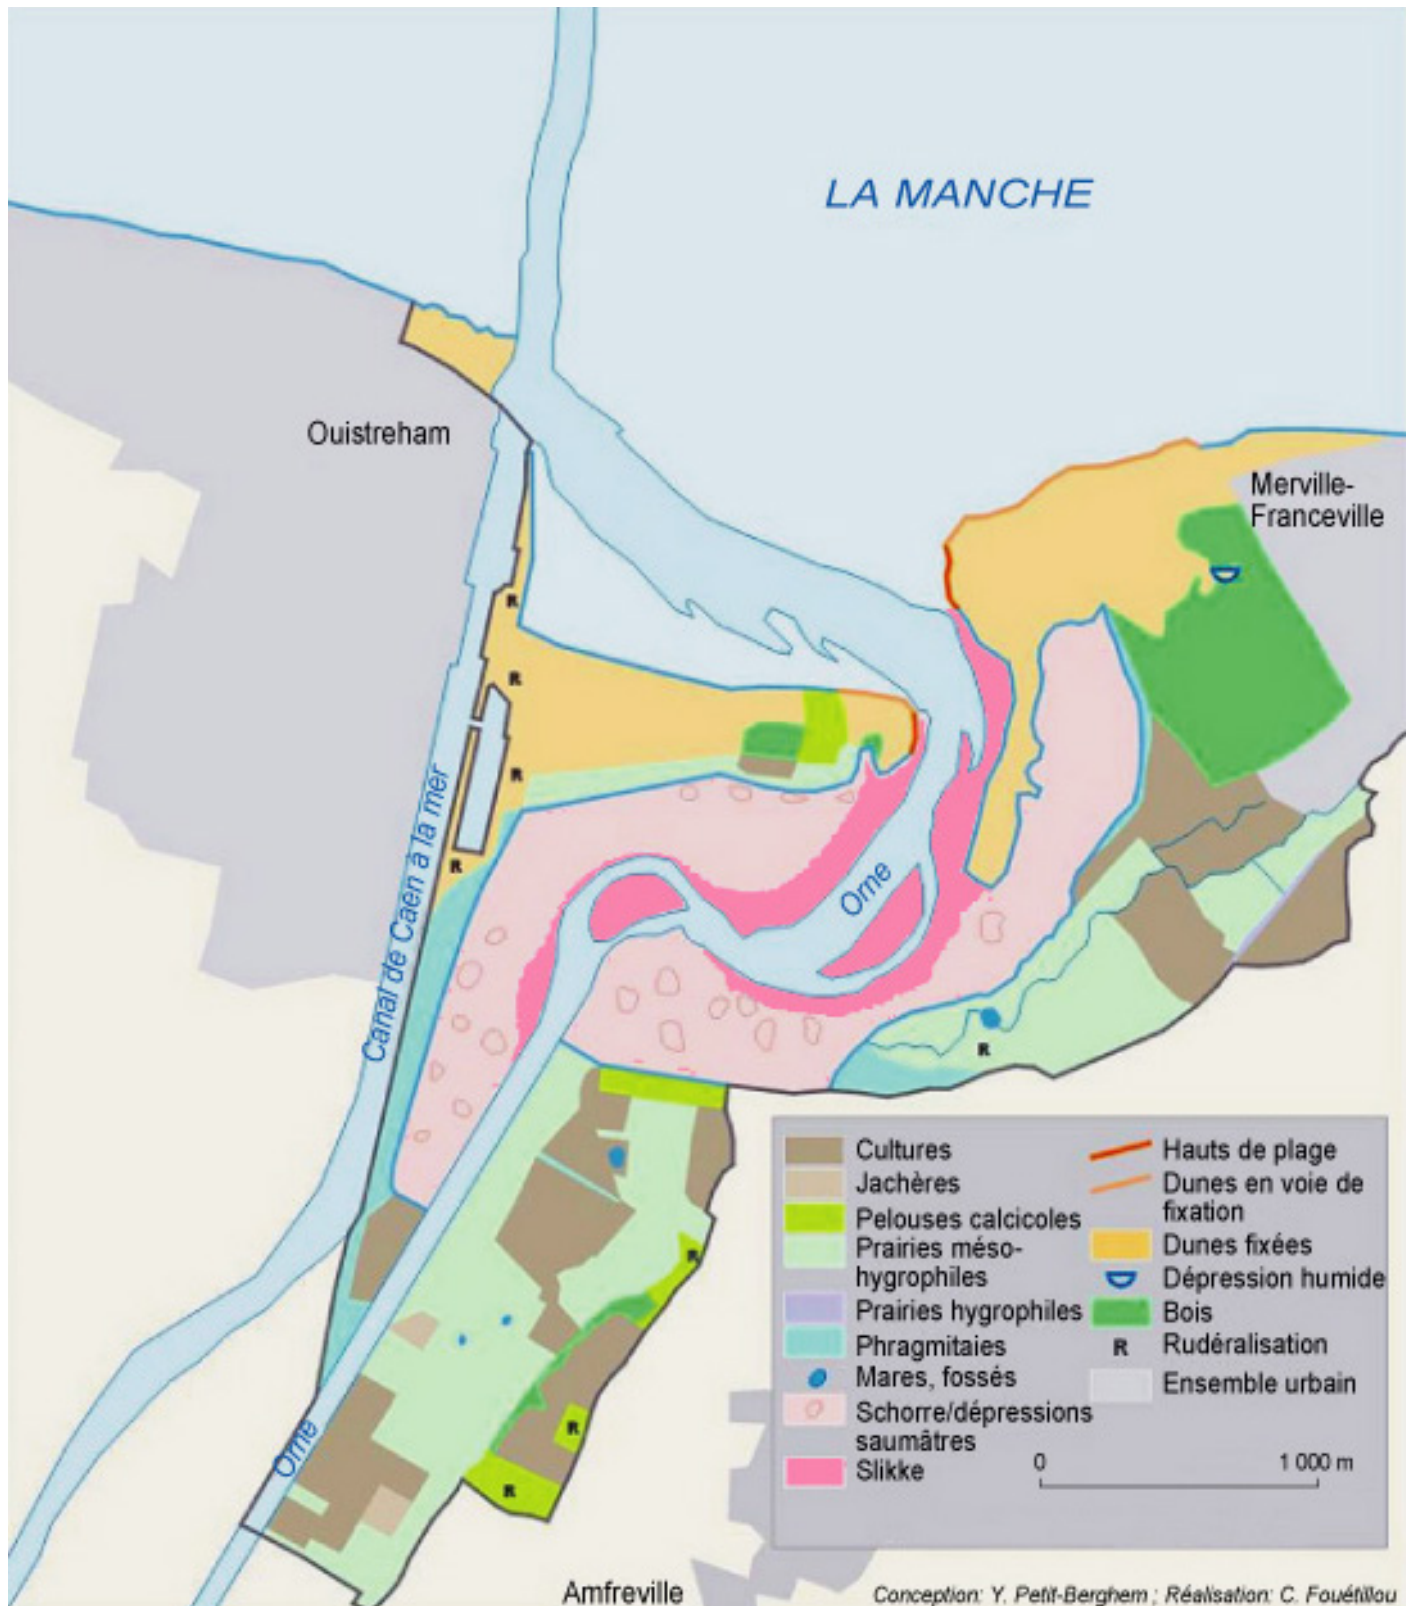 LA MANCHE
Ouistreham
Merville-
Franceville
R
R
R
R
Canal de Caen à la mer
Orne
R
R
R
R
Orne
Amfreville
Cultures
Jachères
Pelouses calcicoles
Prairies méso-
hygrophiles
Prairies hygrophiles
Phragmitaies
Mares, fossés
Schorre/dépressions
saumâtres
Slikke
Hauts de plage
Dunes en voie de
fixation
Dunes fixées
Dépression humide
Bois
R Rudéralisation
Ensemble urbain
0 1 000 m
Conception: Y. Petit-Berghem ; Réalisation: C. Fouétillou